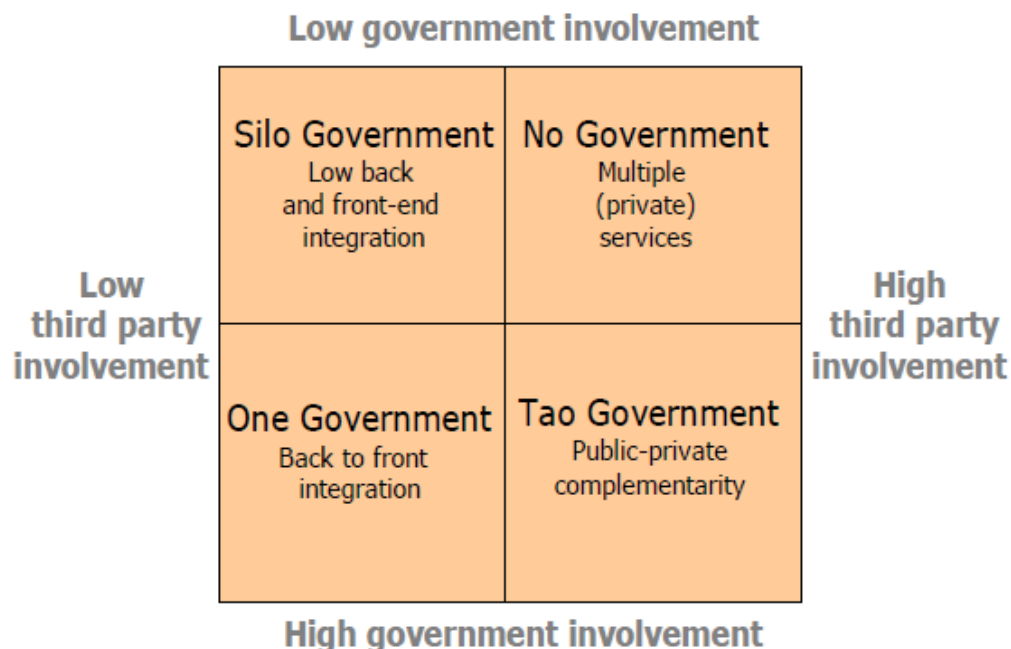 Low government involvement
Silo Government
Low back
and front-end
integration
No Government
Multiple
(private)
services
Low
third party
involvement
High
third party
involvement
One Government
Back to front
integration
Tao Government
Public-private
complementarity
High government involvement